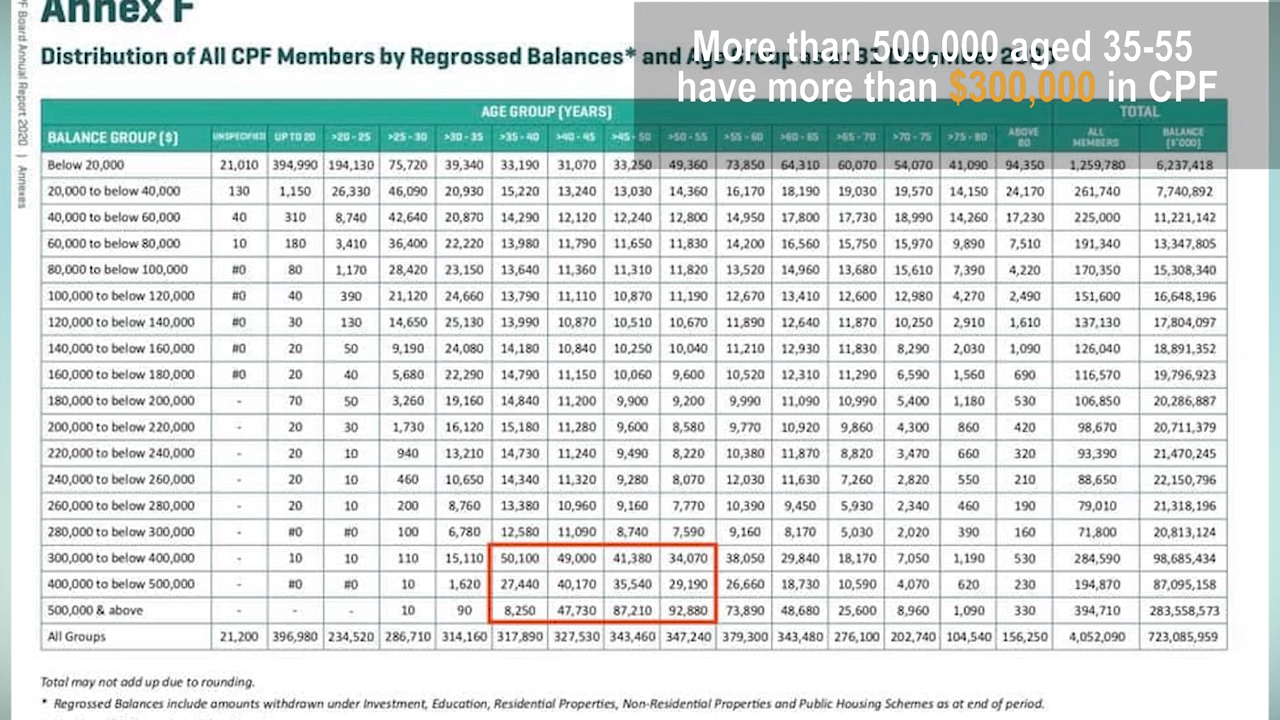 Annex F
PF Board Annual Report 2020 | Annexes
More than 500,000 aged 35-55
have more than $300,000 in CPF
Distribution of All CPF Members by Regrossed Balances* and Age Group as at 31 December
AGE GROUP (YEARS) TOTAL
BALANCE GROUP ($) UNSPECIFIED UP TO 20 >20 - 25 >25 - 30 >30 - 35 >35 - 40 >40 - 45 >45 - 50 >50 - 55 >55 - 60 >60 - 65 >65 - 70 >70 - 75 >75 - 80 ABOVE 80 ALL MEMBERS BALANCE ($'000)
Below 20,000 21,010 394,990 194,130 75,720 39,340 33,190 31,070 33,250 49,360 73,850 64,310 60,070 54,070 41,090 94,350 1,259,780 6,237,418
20,000 to below 40,000 130 1,150 26,330 46,090 20,930 15,220 13,240 13,030 14,360 16,170 18,190 19,030 19,570 14,150 24,170 261,740 7,740,892
40,000 to below 60,000 40 310 8,740 42,640 20,870 14,290 12,120 12,240 12,800 14,950 17,800 17,730 18,990 14,260 17,230 225,000 11,221,142
60,000 to below 80,000 10 180 3,410 36,400 22,220 13,980 11,790 11,650 11,830 14,200 16,560 15,750 15,970 9,890 7,510 191,340 13,347,805
80,000 to below 100,000 #0 80 1,170 28,420 23,150 13,640 11,360 11,310 11,820 13,520 14,960 13,680 15,610 7,390 4,220 170,350 15,308,340
100,000 to below 120,000 #0 40 390 21,120 24,660 13,790 11,110 10,870 11,190 12,670 13,410 12,600 12,980 4,270 2,490 151,600 16,648,196
120,000 to below 140,000 #0 30 130 14,650 25,130 13,990 10,870 10,510 10,670 11,890 12,640 11,870 10,250 2,910 1,610 137,130 17,804,097
140,000 to below 160,000 #0 20 50 9,190 24,080 14,180 10,840 10,250 10,040 11,210 12,930 11,830 8,290 2,030 1,090 126,040 18,891,352
160,000 to below 180,000 #0 20 40 5,680 22,290 14,790 11,150 10,060 9,600 10,520 12,310 11,290 6,590 1,560 690 116,570 19,796,923
180,000 to below 200,000 - 70 50 3,260 19,160 14,840 11,200 9,900 9,200 9,990 11,090 10,990 5,400 1,180 530 106,850 20,286,887
200,000 to below 220,000 - 20 30 1,730 16,120 15,180 11,280 9,600 8,580 9,770 10,920 9,860 4,300 860 420 98,670 20,711,379
220,000 to below 240,000 - 20 10 940 13,210 14,730 11,240 9,490 8,220 10,380 11,870 8,820 3,470 660 320 93,390 21,470,245
240,000 to below 260,000 - 20 10 460 10,650 14,340 11,320 9,280 8,070 12,030 11,630 7,260 2,820 550 210 88,650 22,150,796
260,000 to below 280,000 - 20 10 200 8,760 13,380 10,960 9,160 7,770 10,390 9,450 5,930 2,340 460 190 79,010 21,318,196
280,000 to below 300,000 - #0 #0 100 6,780 12,580 11,090 8,740 7,590 9,160 8,170 5,030 2,020 390 160 71,800 20,813,124
300,000 to below 400,000 - 10 10 110 15,110 50,100 49,000 41,380 34,070 38,050 29,840 18,170 7,050 1,190 530 284,590 98,685,434
400,000 to below 500,000 - #0 #0 10 1,620 27,440 40,170 35,540 29,190 26,660 18,730 10,590 4,070 620 230 194,870 87,095,158
500,000 & above - - - 10 90 8,250 47,730 87,210 92,880 73,890 48,680 25,600 8,960 1,090 330 394,710 283,558,573
All Groups 21,200 396,980 234,520 286,710 314,160 317,890 327,530 343,460 347,240 379,300 343,480 276,100 202,740 104,540 156,250 4,052,090 723,085,959
Total may not add up due to rounding.
* Regrossed Balances include amounts withdrawn under Investment, Education, Residential Properties, Non-Residential Properties and Public Housing Schemes as at end of period.